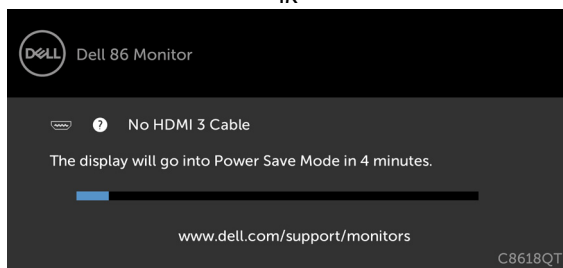 DELL Dell 86 Monitor
? No HDMI 3 Cable
The display will go into Power Save Mode in 4 minutes.
www.dell.com/support/monitors
C8618QT